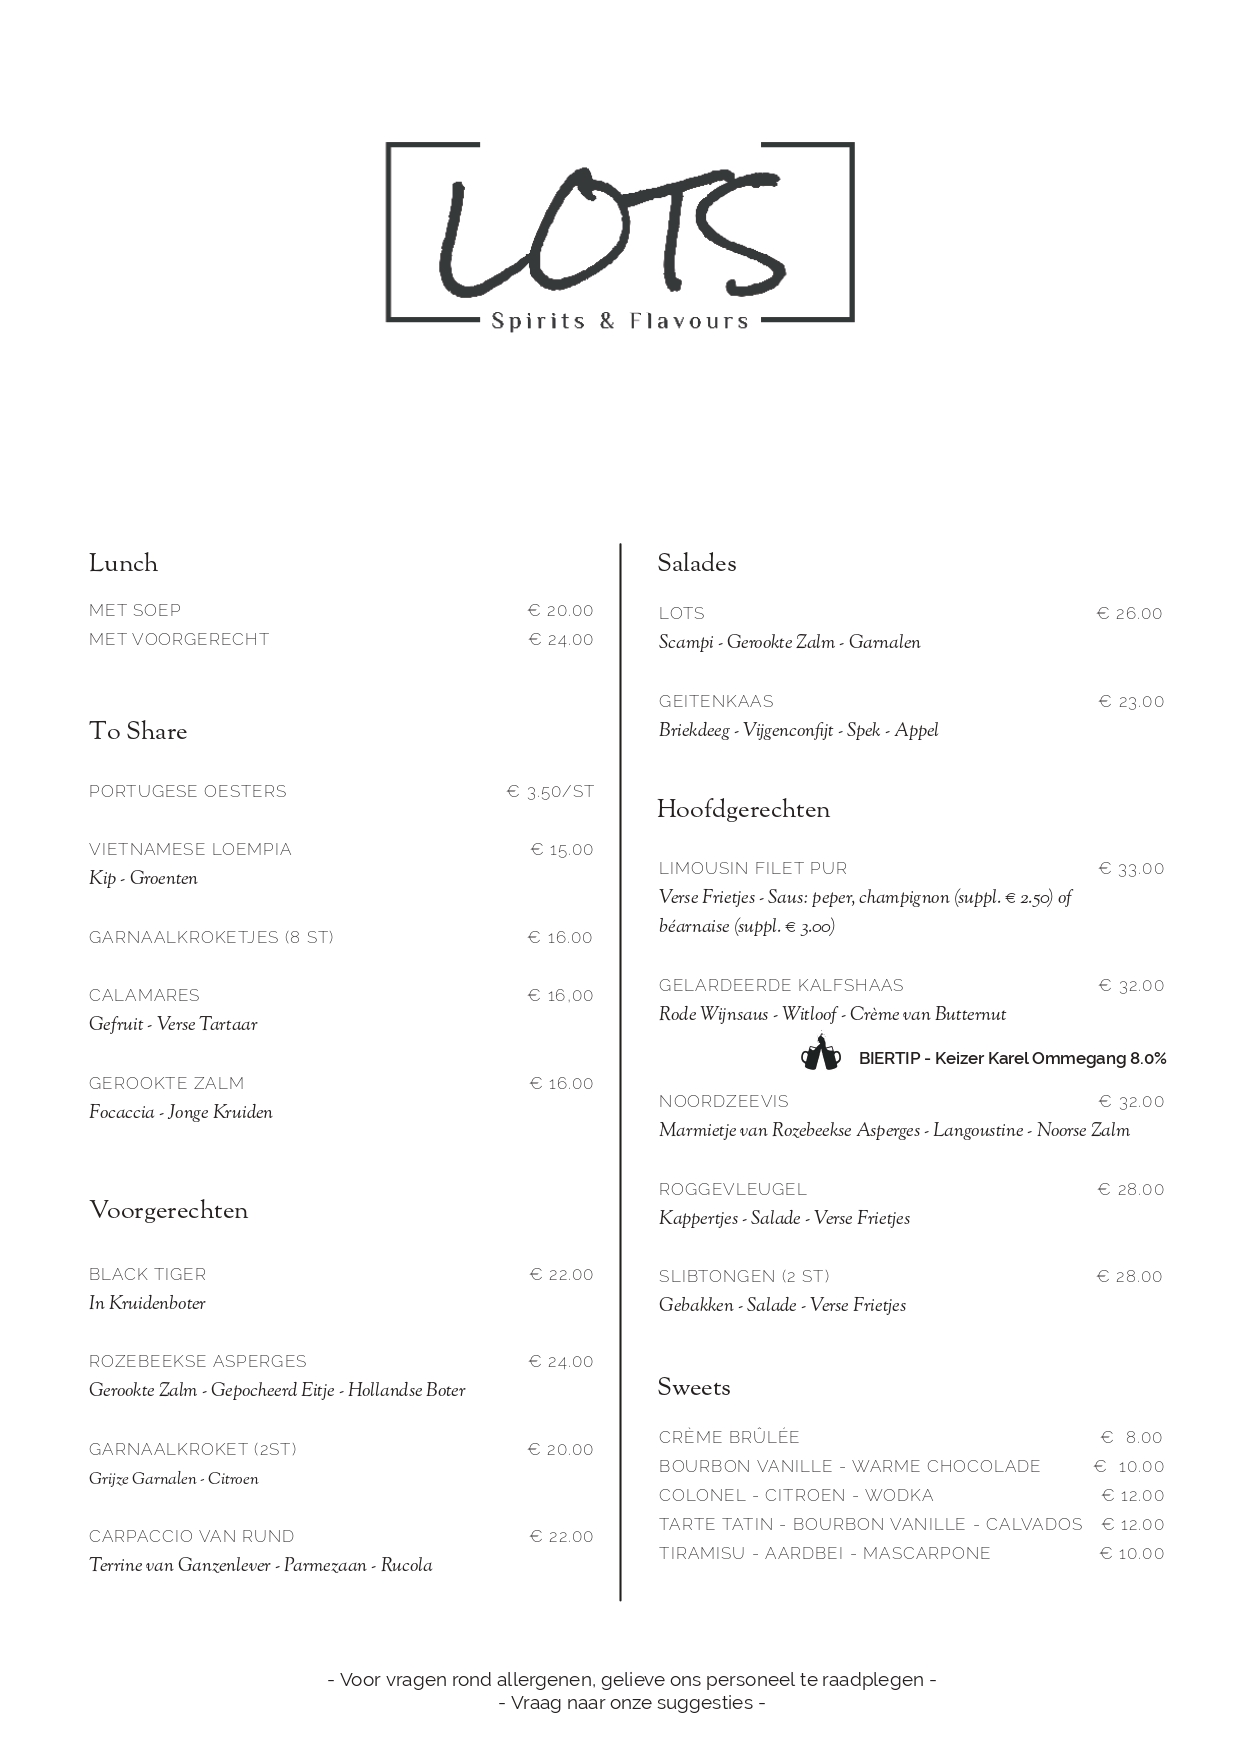 LOTS
Spirits & Flavours
Lunch
MET SOEP € 20.00
MET VOORGERECHT € 24.00
To Share
PORTUGESE OESTERS € 3.50/ST
VIETNAMESE LOEMPIA € 15.00
Kip - Groenten
GARNAALKROKETJES (8 ST) € 16.00
CALAMARES € 16,00
Gefruit - Verse Tartaar
GEROOKTE ZALM € 16.00
Focaccia - Jonge Kruiden
Voorgerechten
BLACK TIGER € 22.00
In Kruidenboter
ROZEBEEKSE ASPERGES € 24.00
Gerookte Zalm - Gepocheerd Eitje - Hollandse Boter
GARNAALKROKET (2ST) € 20.00
Grijze Garnalen - Citroen
CARPACCIO VAN RUND € 22.00
Terrine van Ganzenlever - Parmezaan - Rucola
Salades
LOTS € 26.00
Scampi - Gerookte Zalm - Garnalen
GEITENKAAS € 23.00
Briekdeeg - Vijgenconfijt - Spek - Appel
Hoofdgerechten
LIMOUSIN FILET PUR € 33.00
Verse Frietjes - Saus: peper, champignon (suppl. € 2.50) of
béarnaise (suppl. € 3.00)
GELARDEERDE KALFSHAAS € 32.00
Rode Wijnsaus - Witloof - Crème van Butternut
BIERTIP - Keizer Karel Ommegang 8.0%
NOORDZEEVIS € 32.00
Marmietje van Rozebeekse Asperges - Langoustine - Noorse Zalm
ROGGEVLEUGEL € 28.00
Kappertjes - Salade - Verse Frietjes
SLIBTONGEN (2 ST) € 28.00
Gebakken - Salade - Verse Frietjes
Sweets
CRÈME BRÛLÉE € 8.00
BOURBON VANILLE - WARME CHOCOLADE € 10.00
COLONEL - CITROEN - WODKA € 12.00
TARTE TATIN - BOURBON VANILLE - CALVADOS € 12.00
TIRAMISU - AARDBEI - MASCARPONE € 10.00
- Voor vragen rond allergenen, gelieve ons personeel te raadplegen -
- Vraag naar onze suggesties -